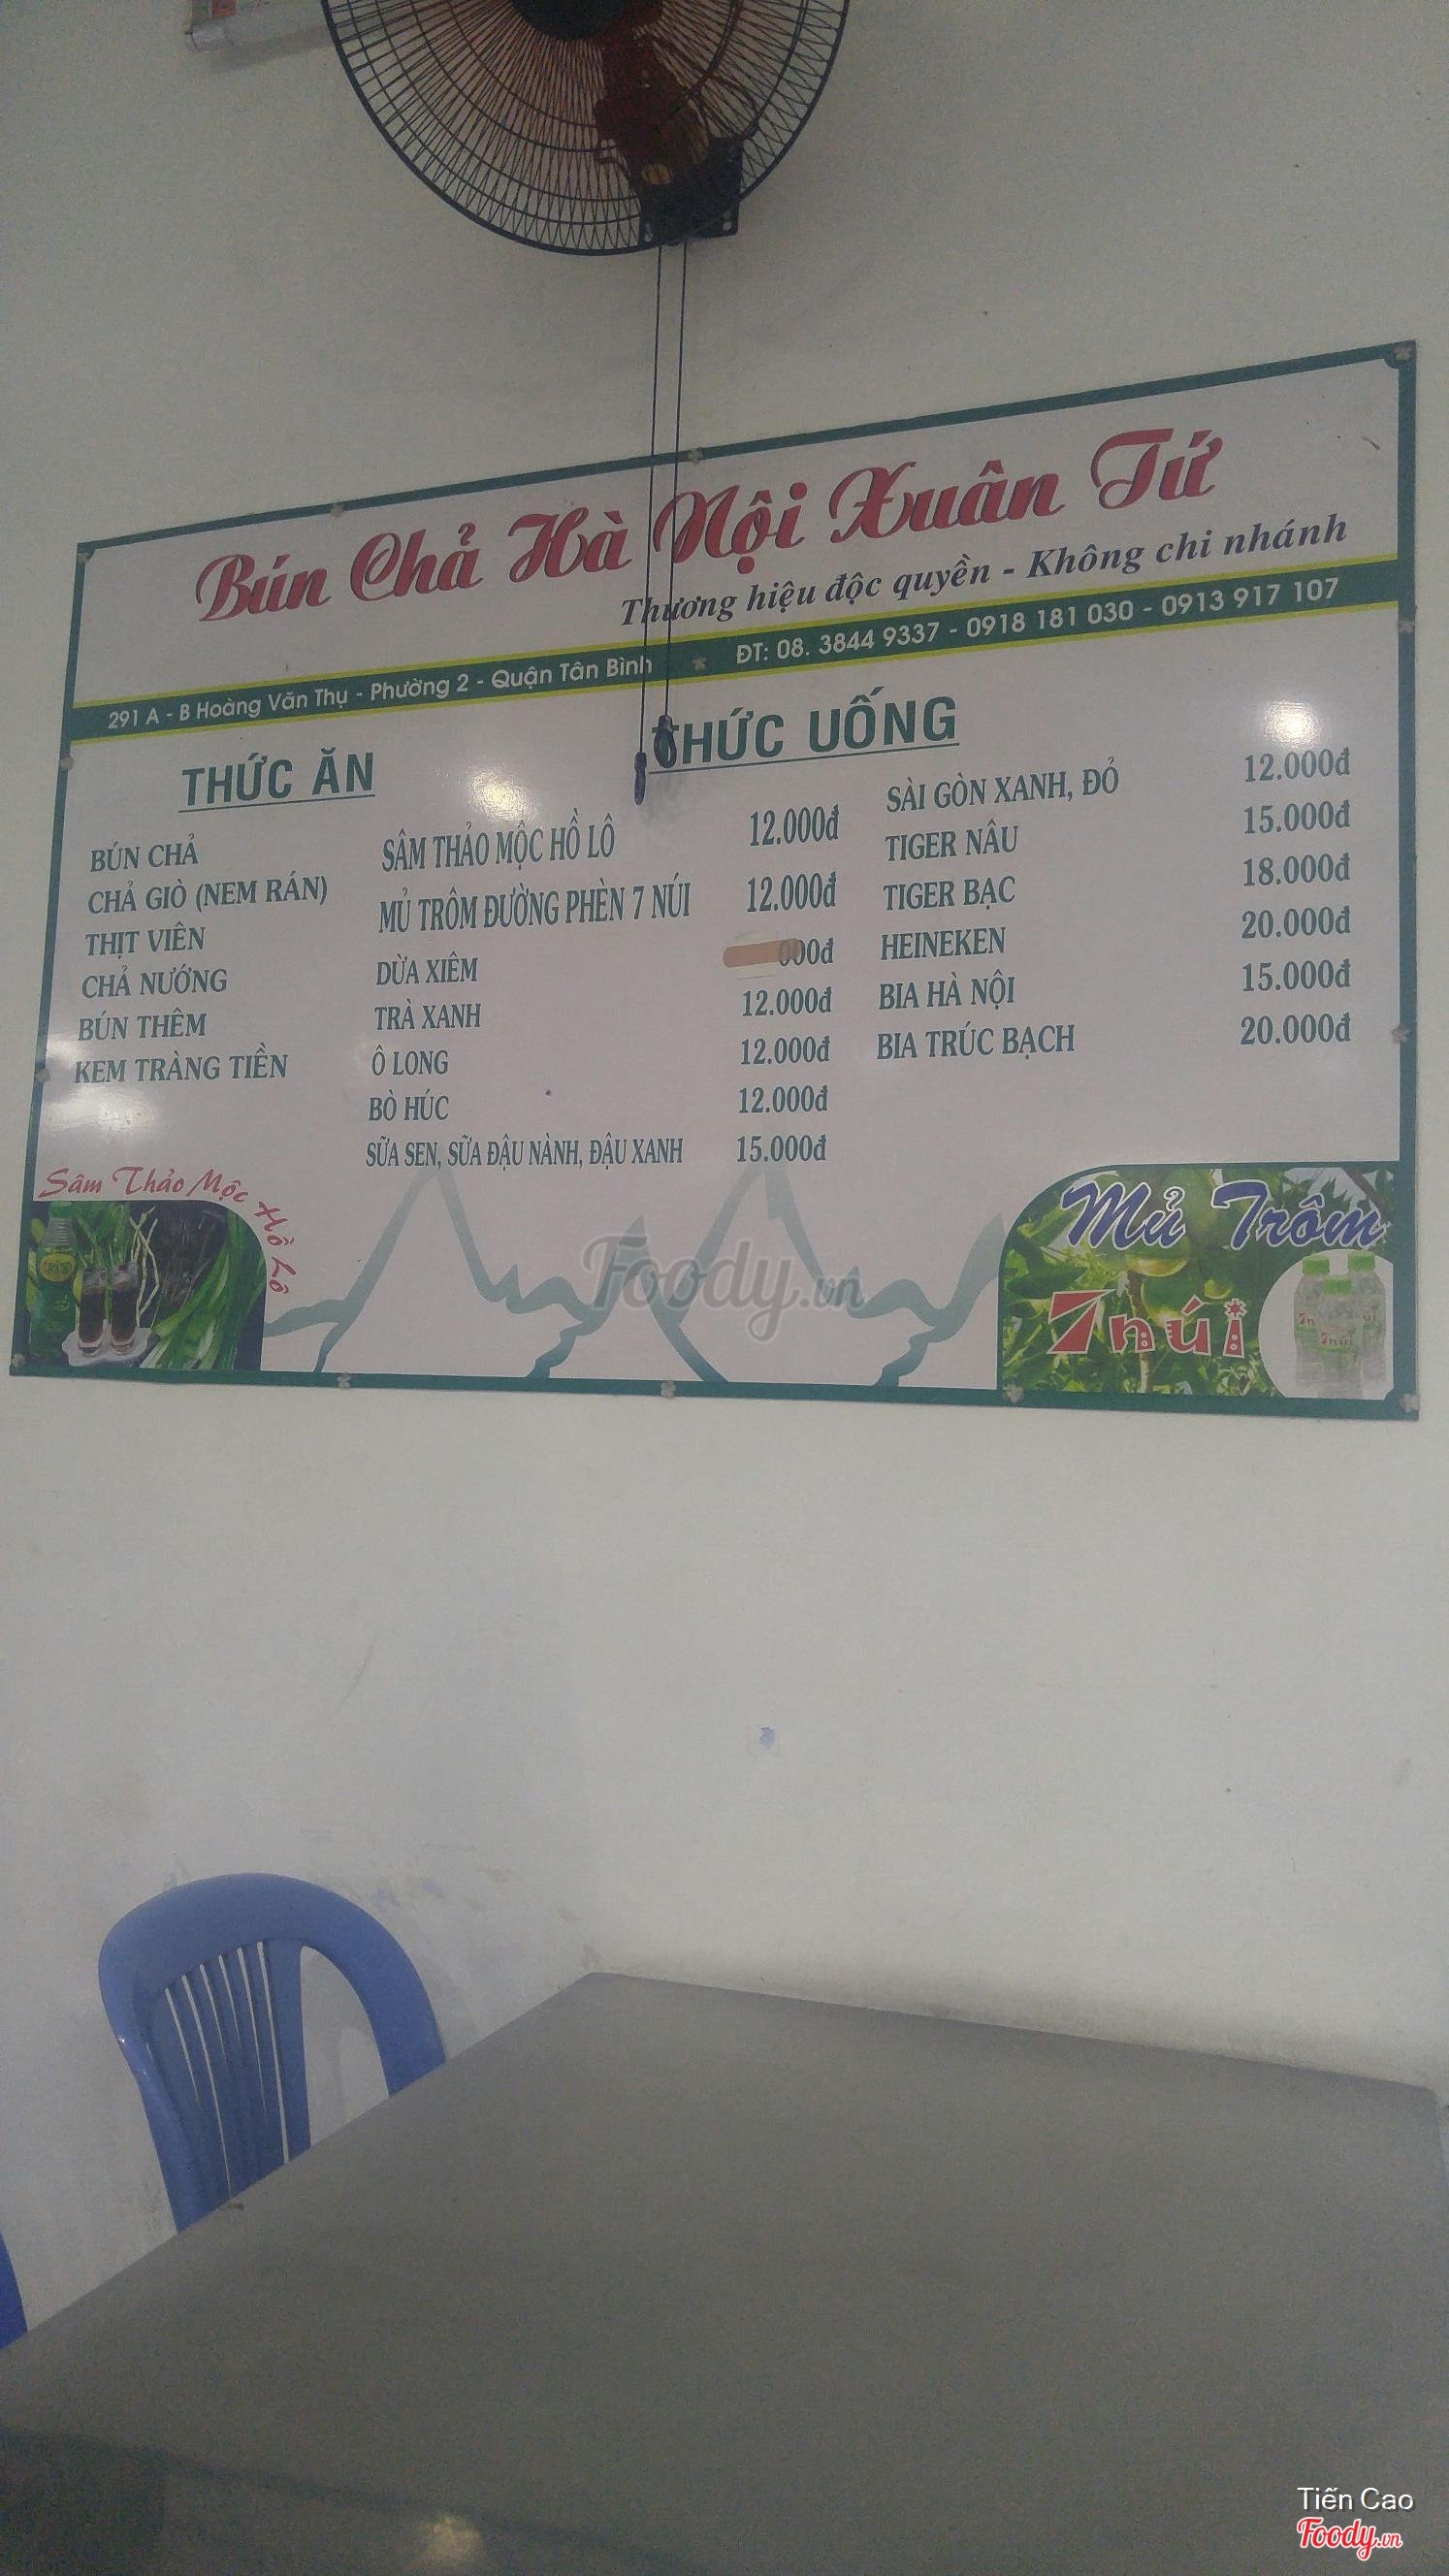 Bún Chả Hà Nội Xuân Tứ
Thương hiệu độc quyền - Không chi nhánh
291 A - B Hoàng Văn Thụ - Phường 2 - Quận Tân Bình * ĐT: 08. 3844 9337 - 0918 181 030 - 0913 917 107
THỨC ĂN
BÚN CHẢ
CHẢ GIÒ (NEM RÁN)
THỊT VIÊN
CHẢ NƯỚNG
BÚN THÊM
KEM TRÀNG TIỀN
THỨC UỐNG
SÂM THẢO MỘC HỒ LÔ 12.000đ
MỦ TRÔM ĐƯỜNG PHÈN 7 NÚI 12.000đ
DỪA XIÊM 000đ
TRÀ XANH 12.000đ
Ô LONG 12.000đ
BÒ HÚC 12.000đ
SỮA SEN, SỮA ĐẬU NÀNH, ĐẬU XANH 15.000đ
SÀI GÒN XANH, ĐỎ 12.000đ
TIGER NÂU 15.000đ
TIGER BẠC 18.000đ
HEINEKEN 20.000đ
BIA HÀ NỘI 15.000đ
BIA TRÚC BẠCH 20.000đ
Sâm Thảo Mộc Hồ Lô
Mủ Trôm
7 núi
7 núi
Foody.vn
Tiến Cao
Foody.vn